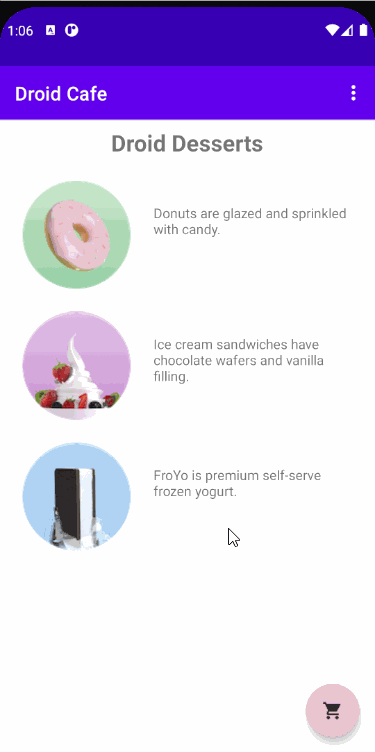 1:06
Droid Cafe
Droid Desserts
Donuts are glazed and sprinkled
with candy.
Ice cream sandwiches have
chocolate wafers and vanilla
filling.
FroYo is premium self-serve
frozen yogurt.